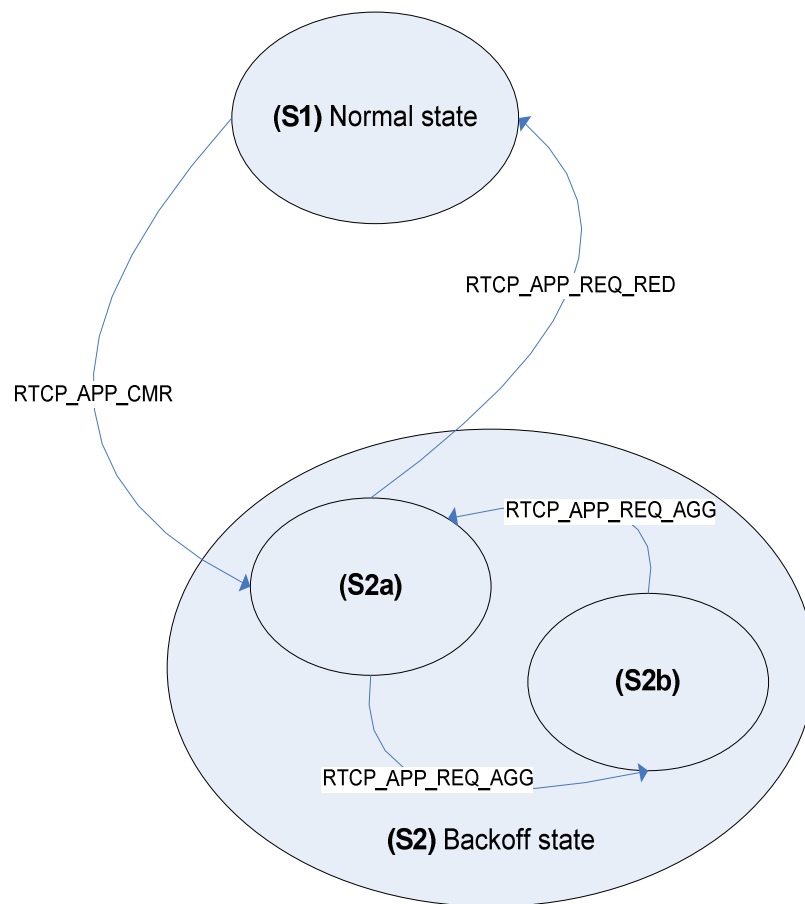 (S1) Normal state
RTCP_APP_REQ_RED
RTCP_APP_CMR
RTCP_APP_REQ_AGG
(S2a)
(S2b)
RTCP_APP_REQ_AGG
(S2) Backoff state